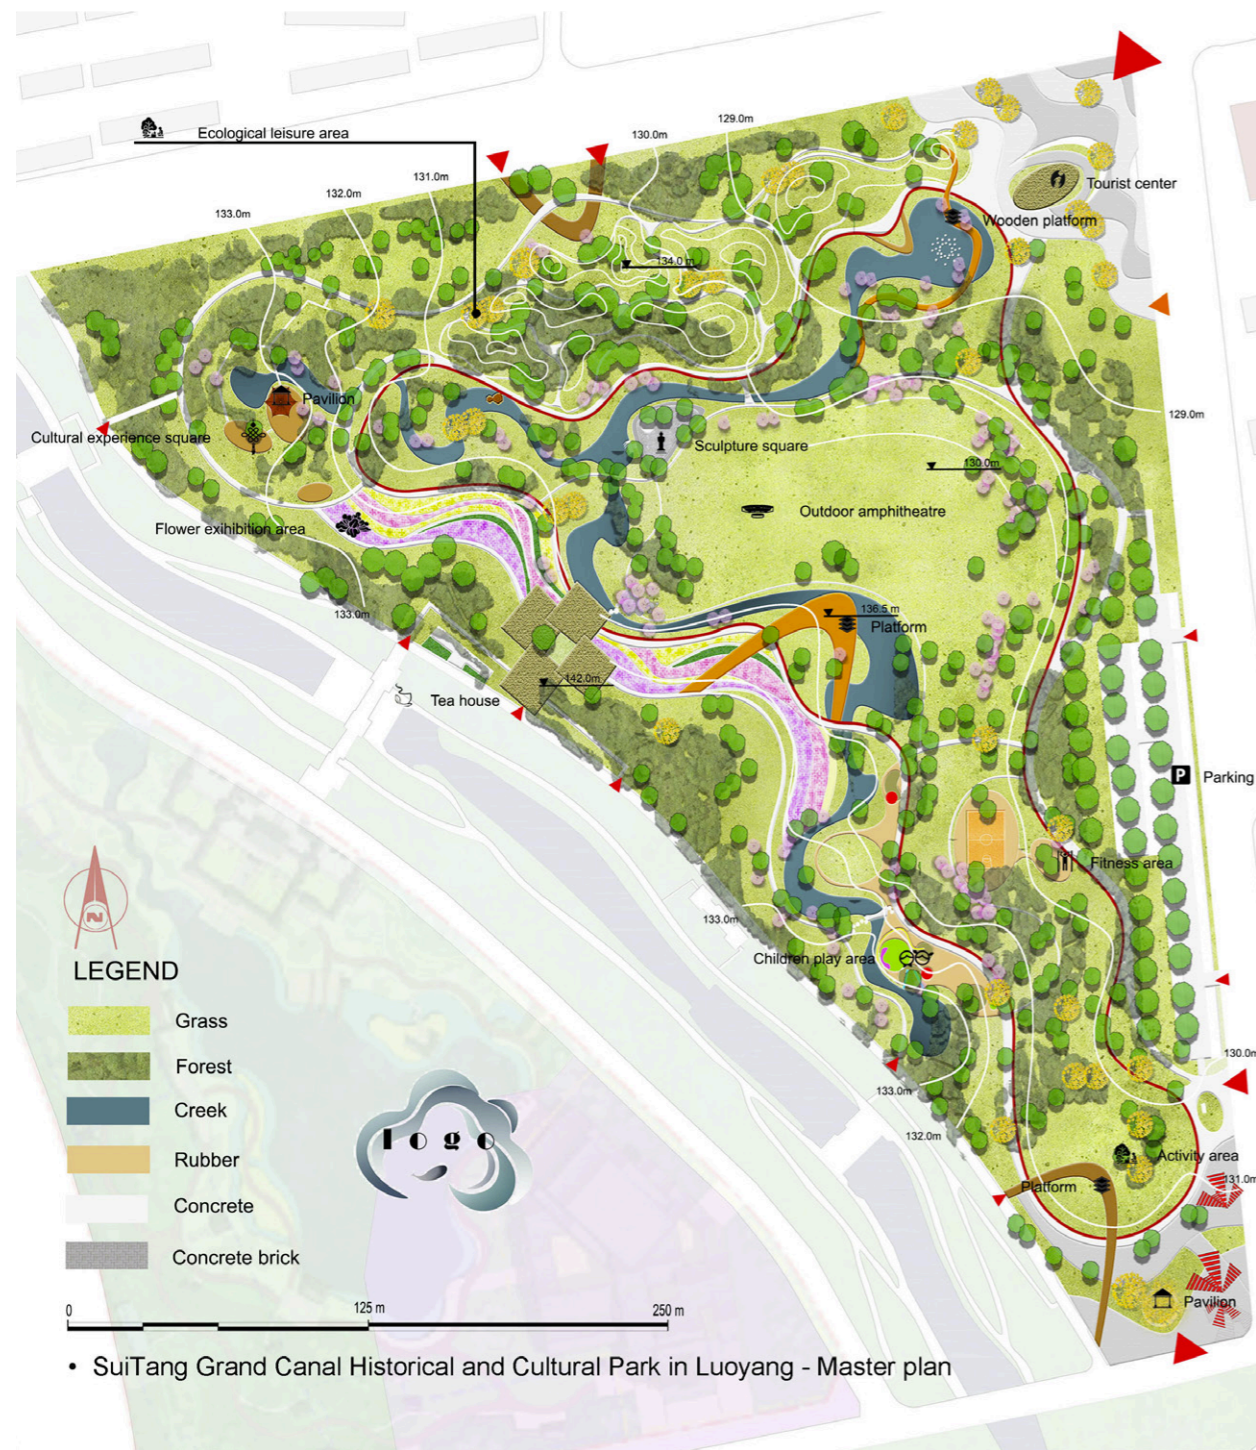 129.0m
130.0m
Ecological leisure area
131.0m
132.0m
133.0m
Tourist center
Wooden platform
134.0 m
Pavilion
129.0m
Cultural experience square
Sculpture square
130.0m
Outdoor amphitheatre
Flower exihibition area
133.0m
136.5 m
Platform
142.0m
Tea house
P
Parking
Fitness area
N
133.0m
Children play area
LEGEND
Grass
Forest
Creek
Rubber
Concrete
Concrete brick
130.0m
133.0m
132.0m
logo
Activity area
131.0m
Platform
Pavilion
0 125 m 250 m
• SuiTang Grand Canal Historical and Cultural Park in Luoyang - Master plan